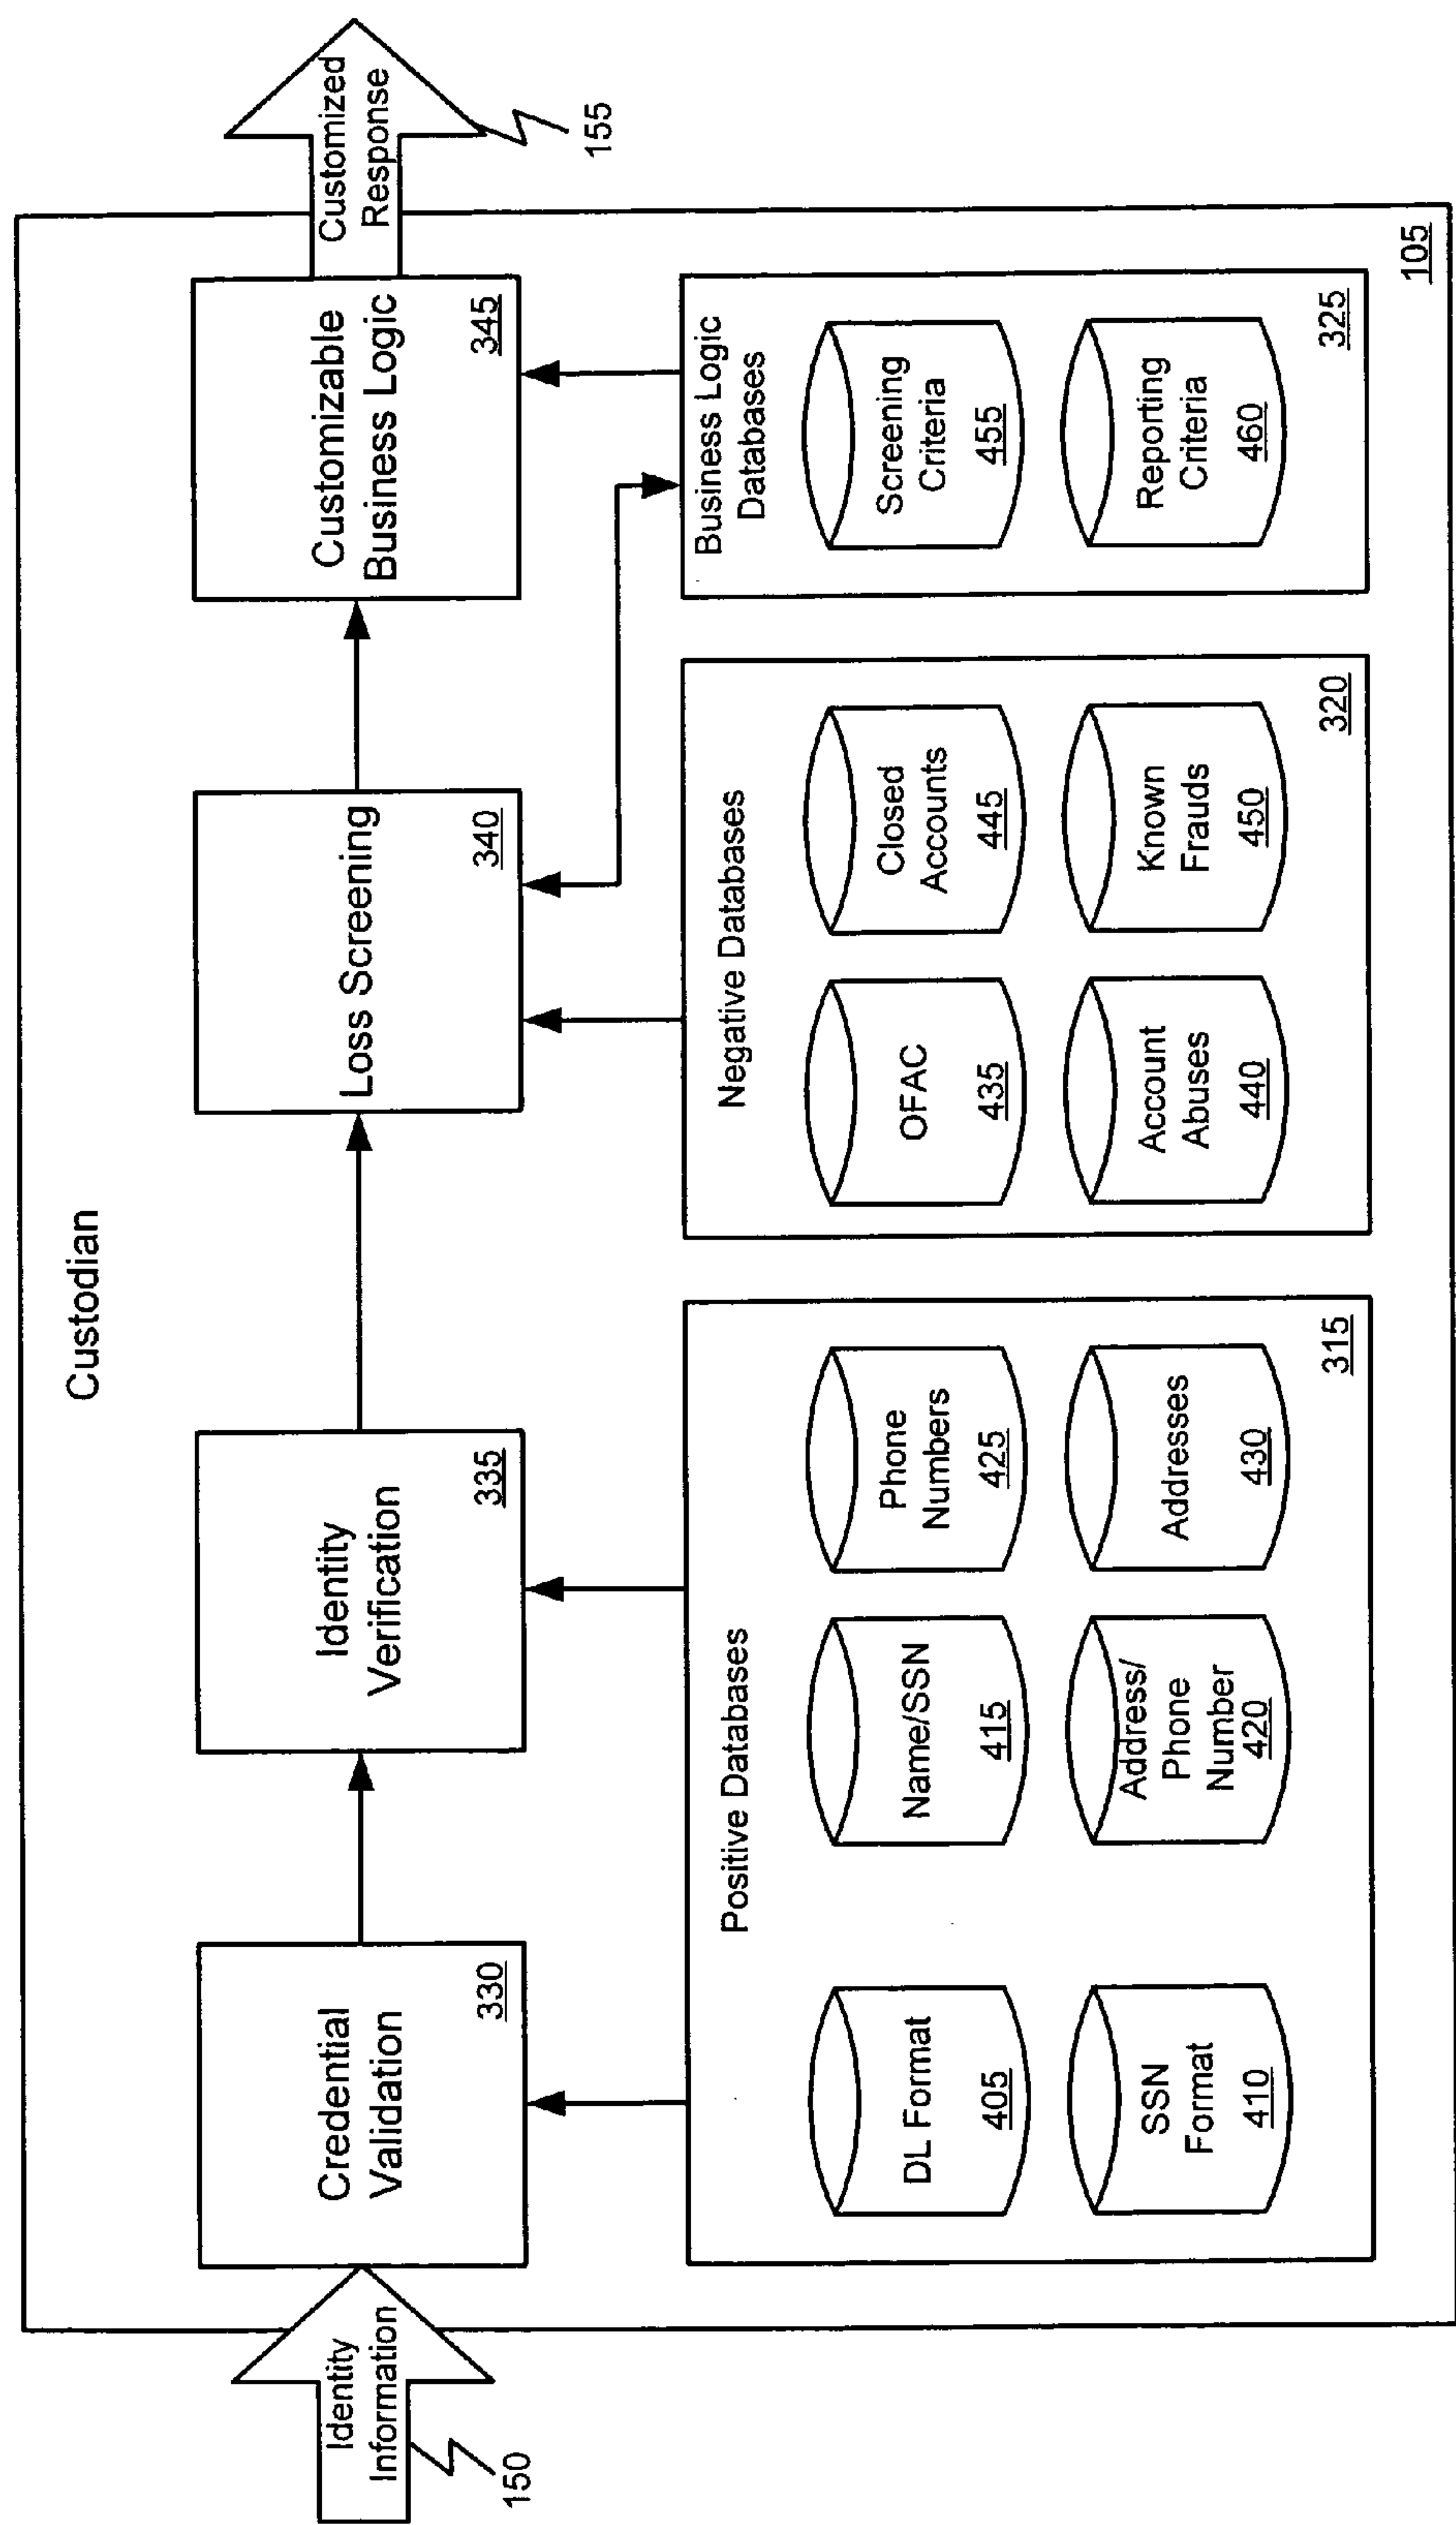 Custodian
Identity
Information
150
Credential
Validation
330
Identity
Verification
335
Loss Screening
340
Customizable
Business Logic
345
Customized
Response
155
Positive Databases
DL Format
405
SSN
Format
410
Name/SSN
415
Address/
Phone
Number
420
Phone
Numbers
425
Addresses
430
315
Negative Databases
OFAC
435
Account
Abuses
440
Closed
Accounts
445
Known
Frauds
450
320
Business Logic
Databases
Screening
Criteria
455
Reporting
Criteria
460
325
105